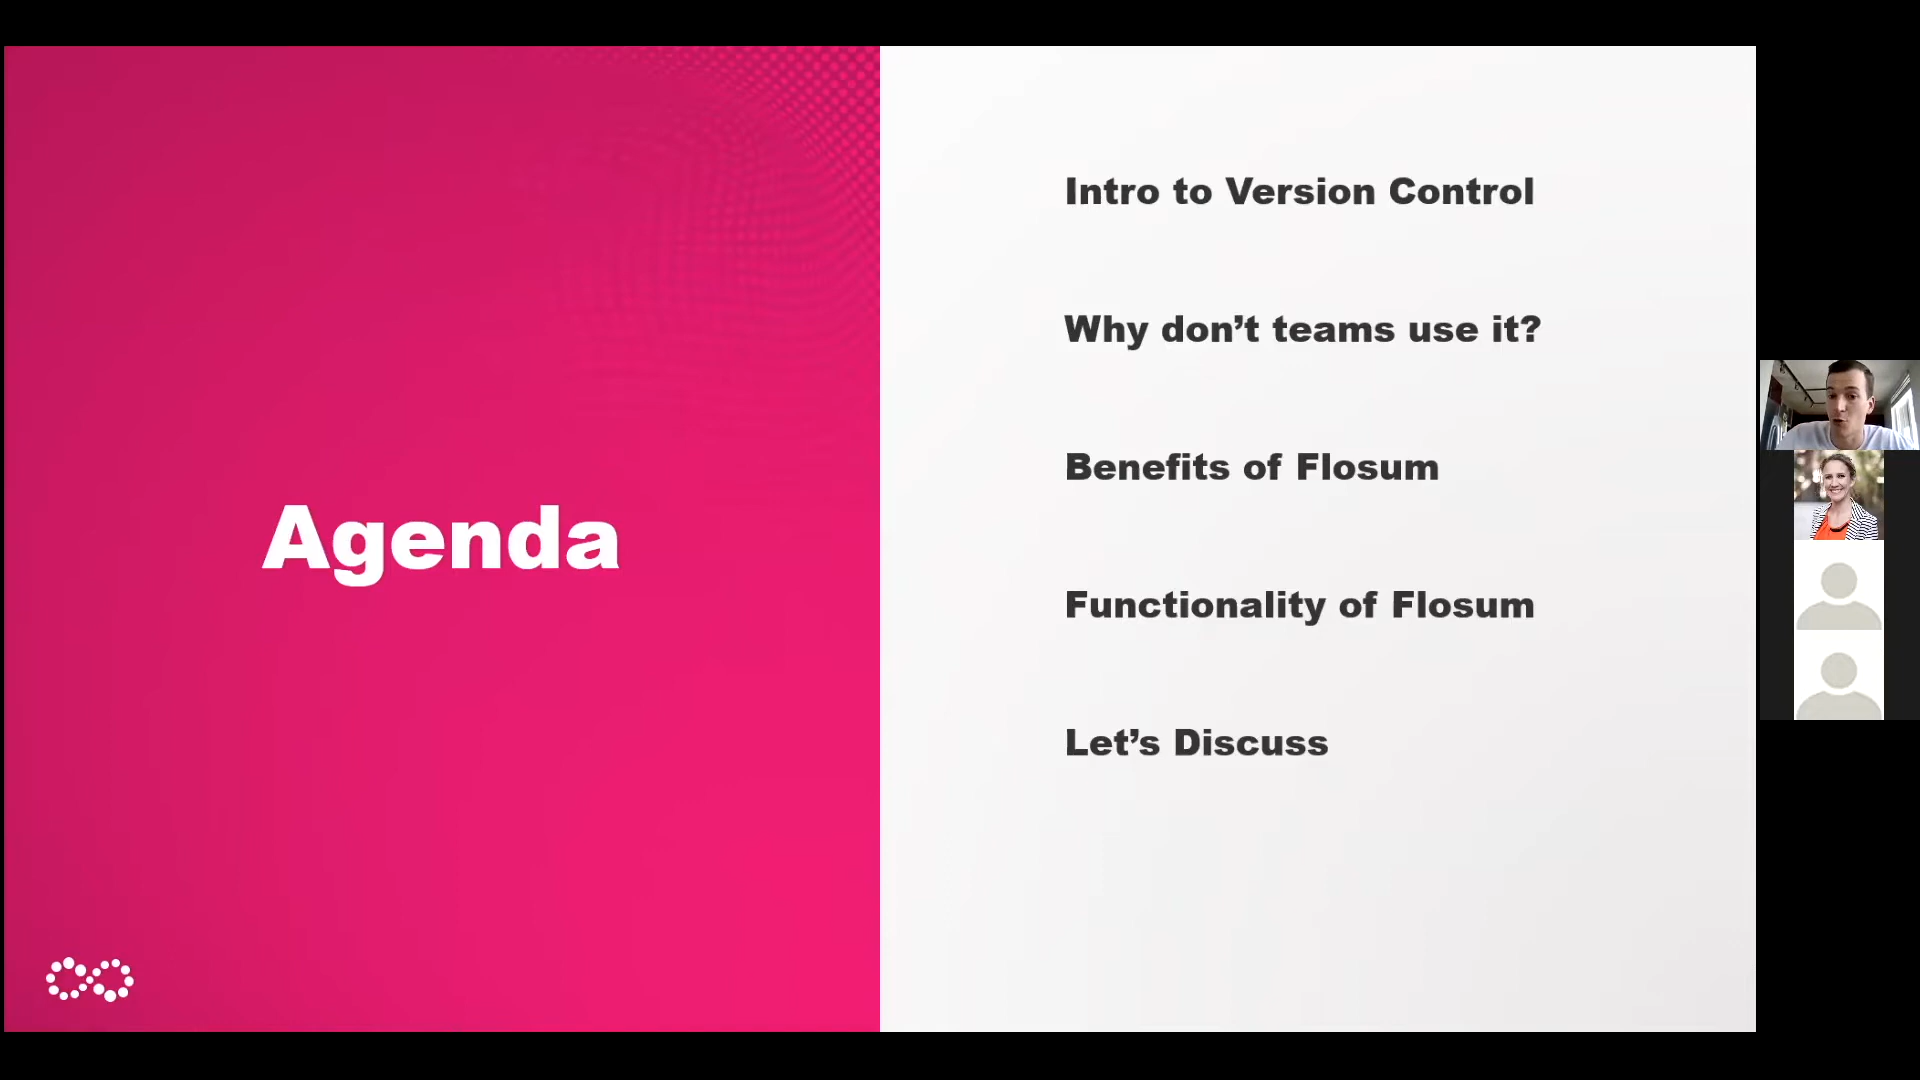 Agenda
Intro to Version Control
Why don’t teams use it?
Benefits of Flosum
Functionality of Flosum
Let’s Discuss